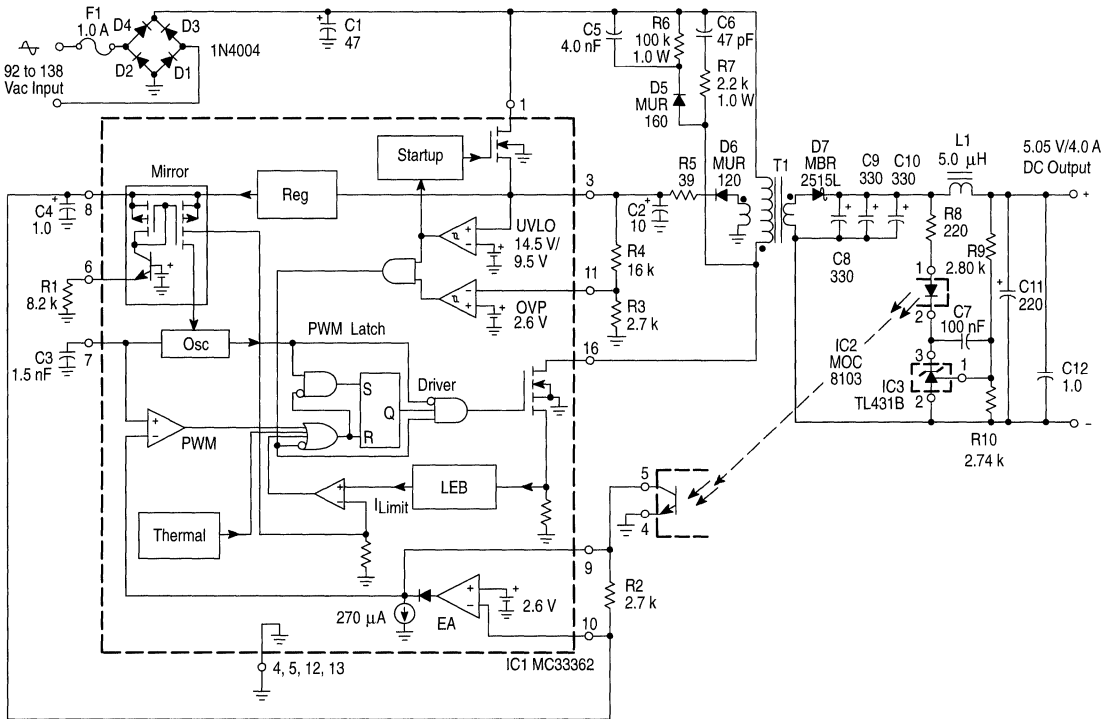 F1
1.0 A
D4
D3
D2
D1
1N4004
92 to 138
Vac Input
C1
47
C5
4.0 nF
R6
100 k
1.0 W
C6
47 pF
R7
2.2 k
1.0 W
D5
MUR
160
1
Startup
Mirror
Reg
C4
1.0
8
3
R5
39
D6
MUR
120
T1
D7
MBR
2515L
C9
330
C10
330
L1
5.0 µH
5.05 V/4.0 A
DC Output
+
C2
10
UVLO
14.5 V/
9.5 V
R4
16 k
C8
330
R8
220
R9
2.80 k
6
R1
8.2 k
11
OVP
2.6 V
R3
2.7 k
1
2
C11
220
C7
100 nF
Osc
C3
1.5 nF
7
PWM Latch
16
IC2
MOC
8103
3
1
IC3
TL431B
2
C12
1.0
S
Q
R
Driver
PWM
R10
2.74 k
−
ILimit
LEB
Thermal
5
4
9
R2
2.7 k
270 µA
EA
2.6 V
10
4, 5, 12, 13
IC1 MC33362